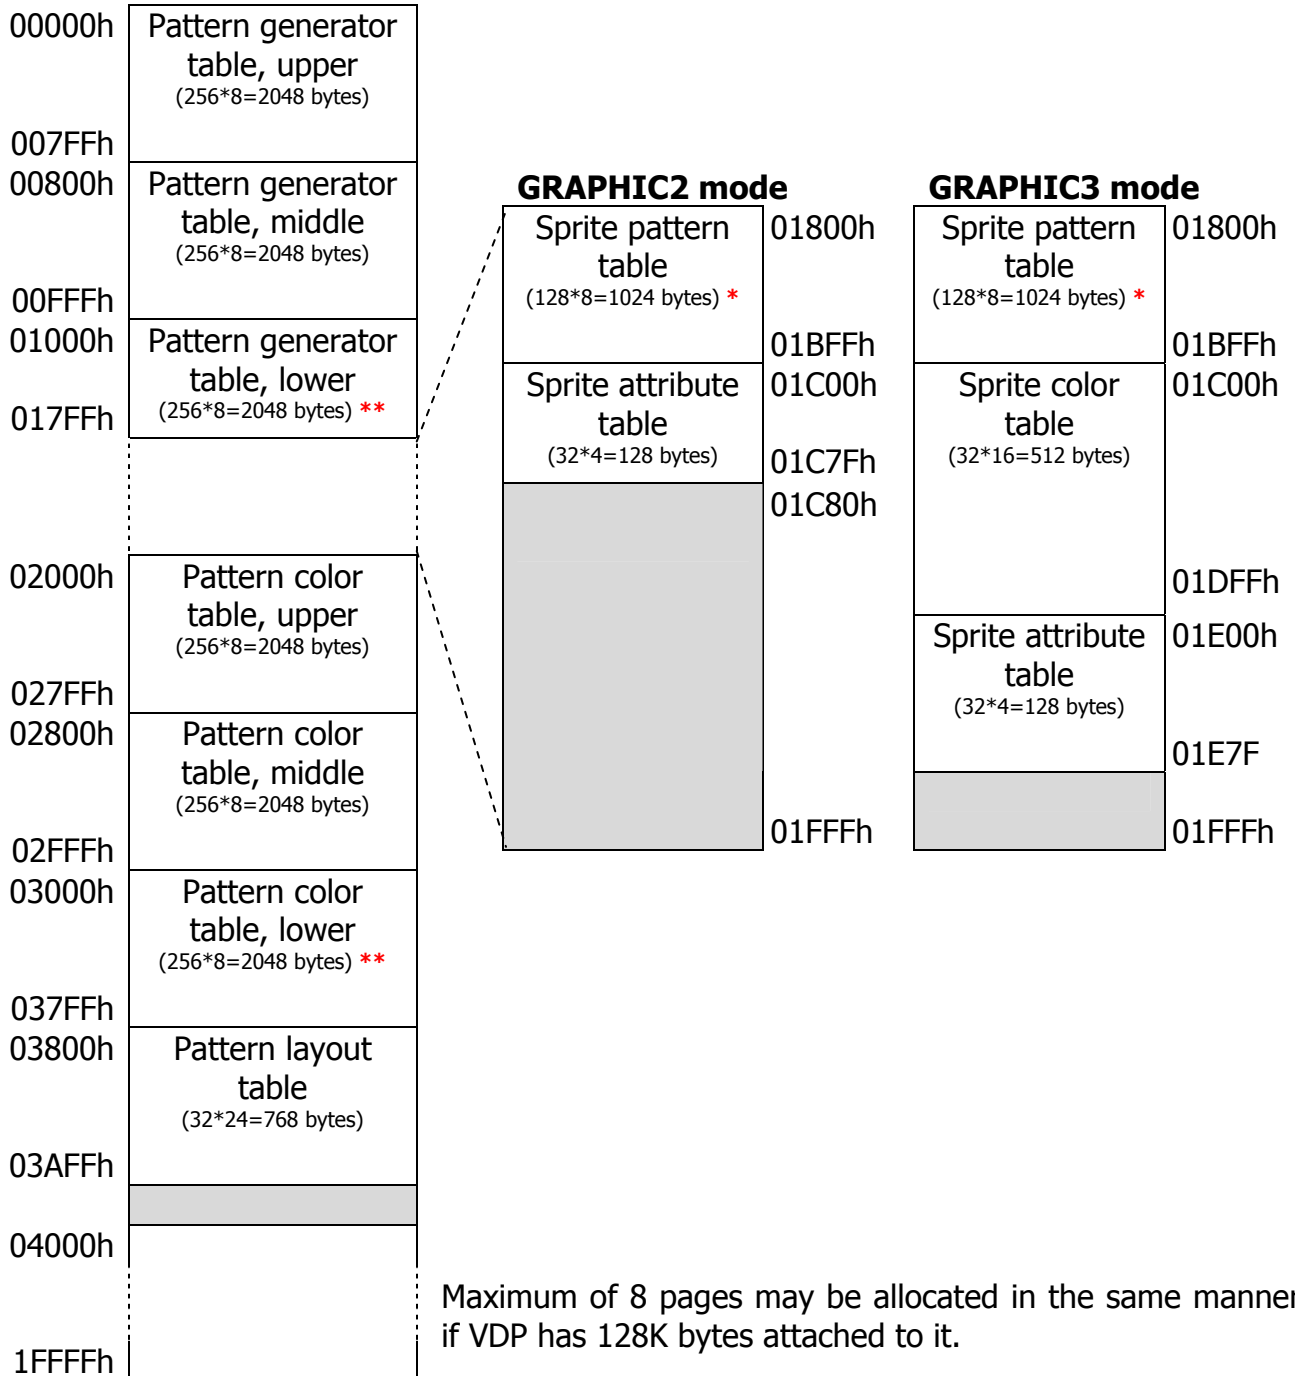 00000h
Pattern generator
table, upper
(256*8=2048 bytes)
007FFh
00800h
Pattern generator
table, middle
(256*8=2048 bytes)
00FFFh
01000h
Pattern generator
table, lower
(256*8=2048 bytes) **
017FFh
02000h
Pattern color
table, upper
(256*8=2048 bytes)
027FFh
02800h
Pattern color
table, middle
(256*8=2048 bytes)
02FFFh
03000h
Pattern color
table, lower
(256*8=2048 bytes) **
037FFh
03800h
Pattern layout
table
(32*24=768 bytes)
03AFFh
04000h
1FFFFh
GRAPHIC2 mode
Sprite pattern
table
(128*8=1024 bytes) *
01800h
01BFFh
Sprite attribute
table
(32*4=128 bytes)
01C00h
01C7Fh
01C80h
01FFFh
GRAPHIC3 mode
Sprite pattern
table
(128*8=1024 bytes) *
01800h
01BFFh
Sprite color
table
(32*16=512 bytes)
01C00h
01DFFh
Sprite attribute
table
(32*4=128 bytes)
01E00h
01E7F
01FFFh
Maximum of 8 pages may be allocated in the same manner
if VDP has 128K bytes attached to it.